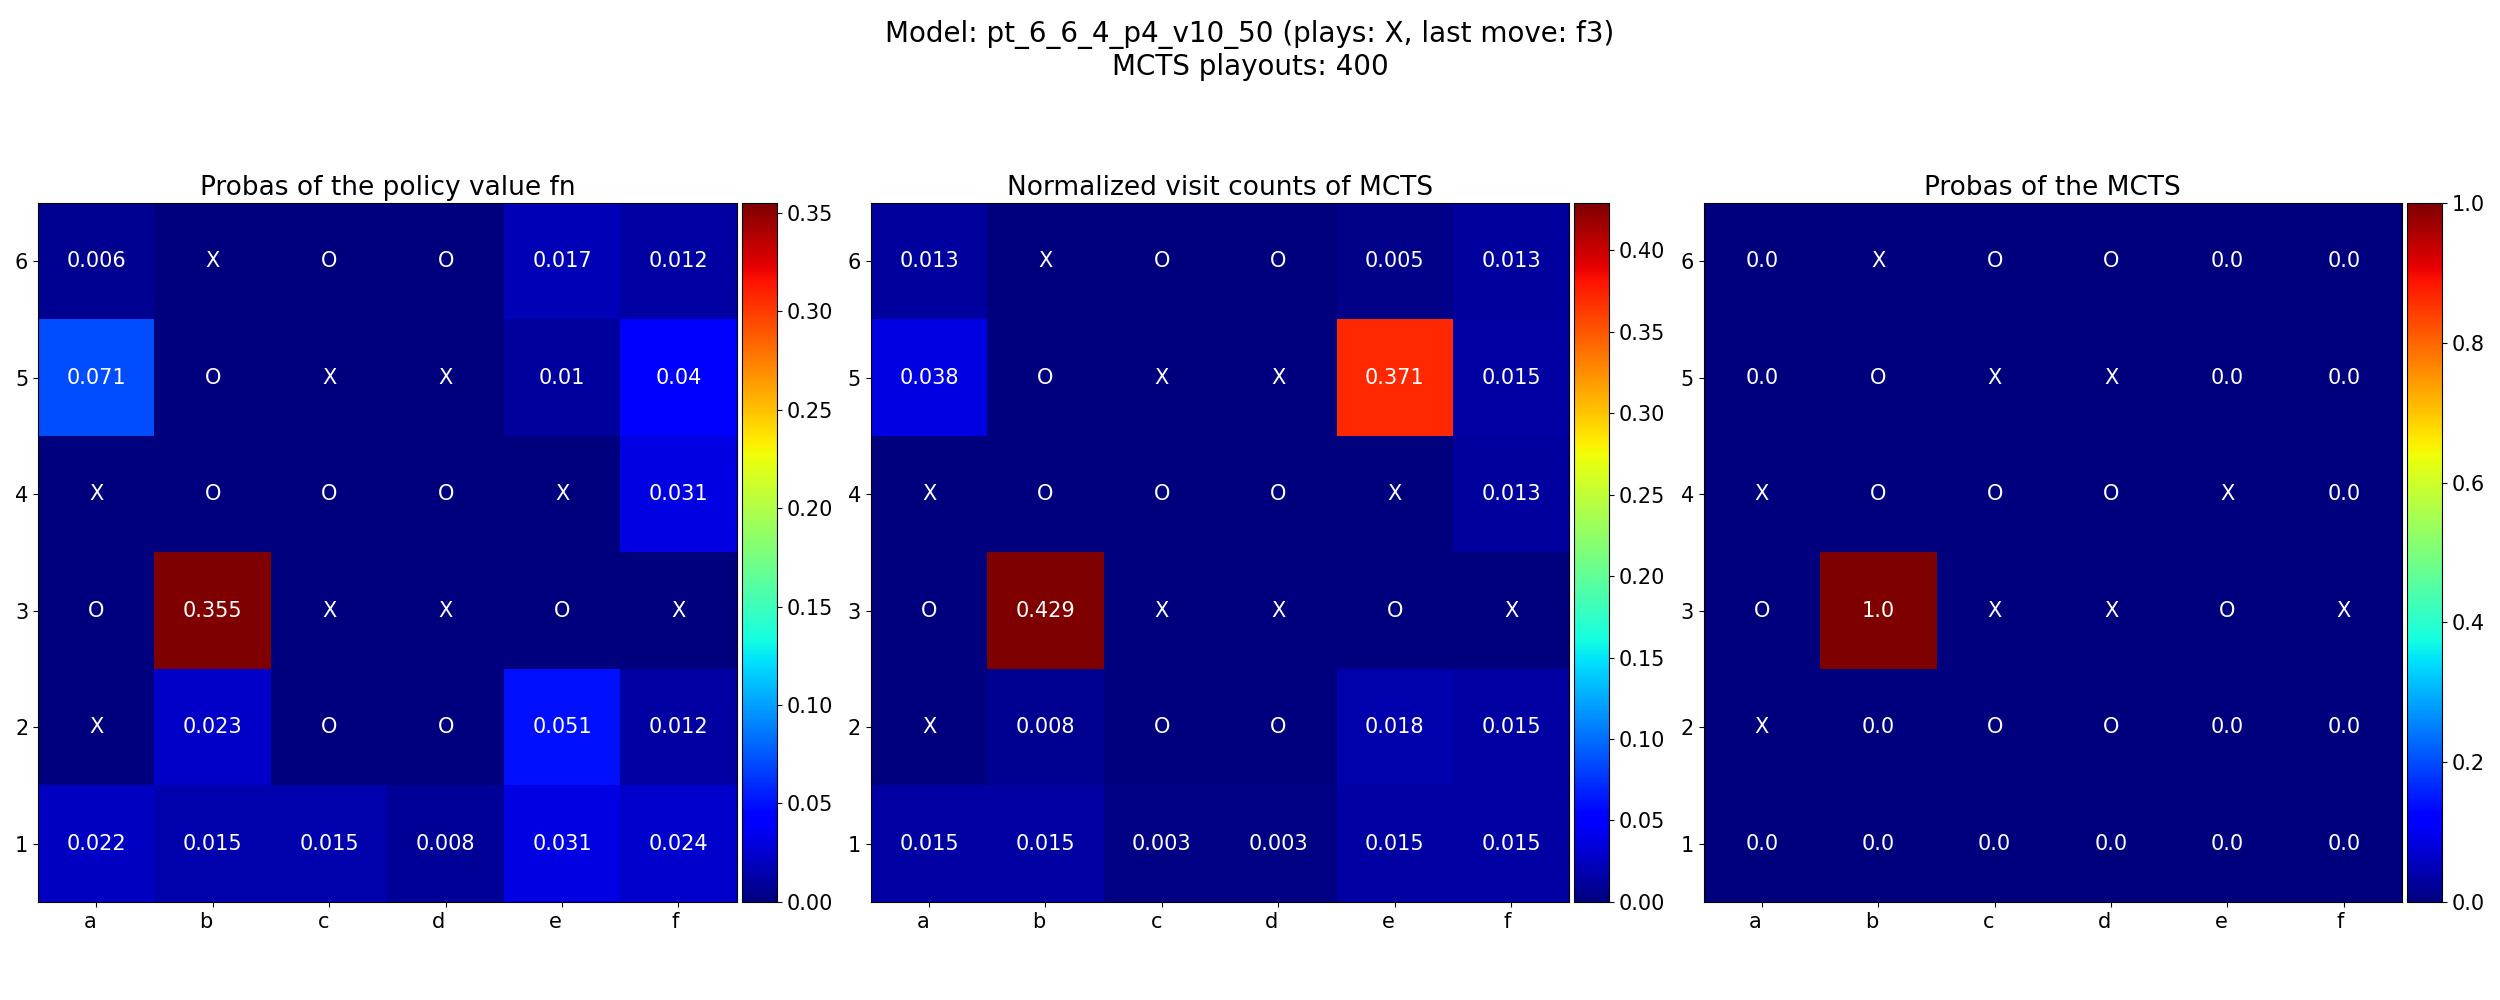 Model: pt_6_6_4_p4_v10_50 (plays: X, last move: f3)
MCTS playouts: 400
Probas of the policy value fn
6 0.006 X O O 0.017 0.012
5 0.071 O X X 0.01 0.04
4 X O O O X 0.031
3 O 0.355 X X O X
2 X 0.023 O O 0.051 0.012
1 0.022 0.015 0.015 0.008 0.031 0.024
a b c d e f
0.35
0.30
0.25
0.20
0.15
0.10
0.05
0.00
Normalized visit counts of MCTS
6 0.013 X O O 0.005 0.013
5 0.038 O X X 0.371 0.015
4 X O O O X 0.013
3 O 0.429 X X O X
2 X 0.008 O O 0.018 0.015
1 0.015 0.015 0.003 0.003 0.015 0.015
a b c d e f
0.40
0.35
0.30
0.25
0.20
0.15
0.10
0.05
0.00
Probas of the MCTS
6 0.0 X O O 0.0 0.0
5 0.0 O X X 0.0 0.0
4 X O O O X 0.0
3 O 1.0 X X O X
2 X 0.0 O O 0.0 0.0
1 0.0 0.0 0.0 0.0 0.0 0.0
a b c d e f
1.0
0.8
0.6
0.4
0.2
0.0